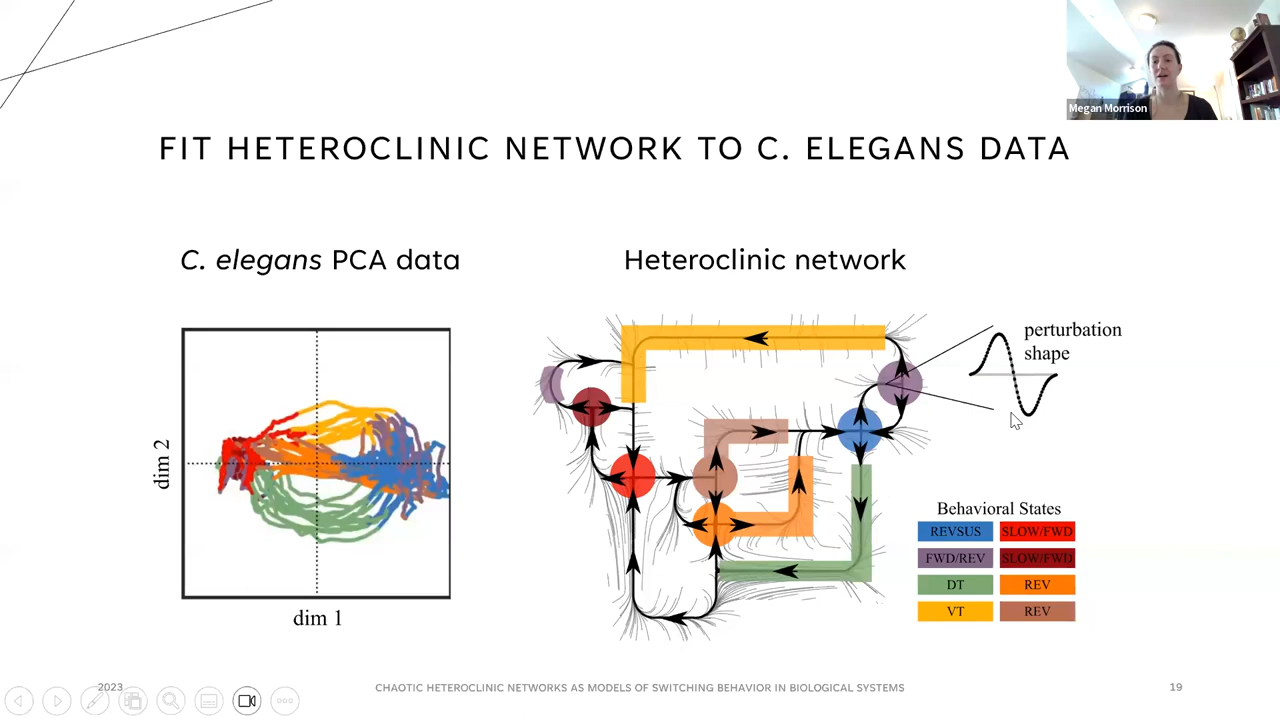 Megan Morrison
FIT HETEROCLINIC NETWORK TO C. ELEGANS DATA
C. elegans PCA data
Heteroclinic network
perturbation
shape
dim 2
dim 1
Behavioral States
REVSUS SLOW/FWD
FWD/REV SLOW/FWD
DT REV
VT REV
2023
CHAOTIC HETEROCLINIC NETWORKS AS MODELS OF SWITCHING BEHAVIOR IN BIOLOGICAL SYSTEMS
19